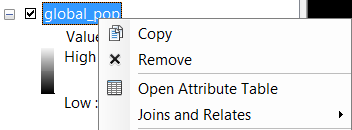 global_pop
Copy
Value
Remove
High
Open Attribute Table
Low :
Joins and Relates